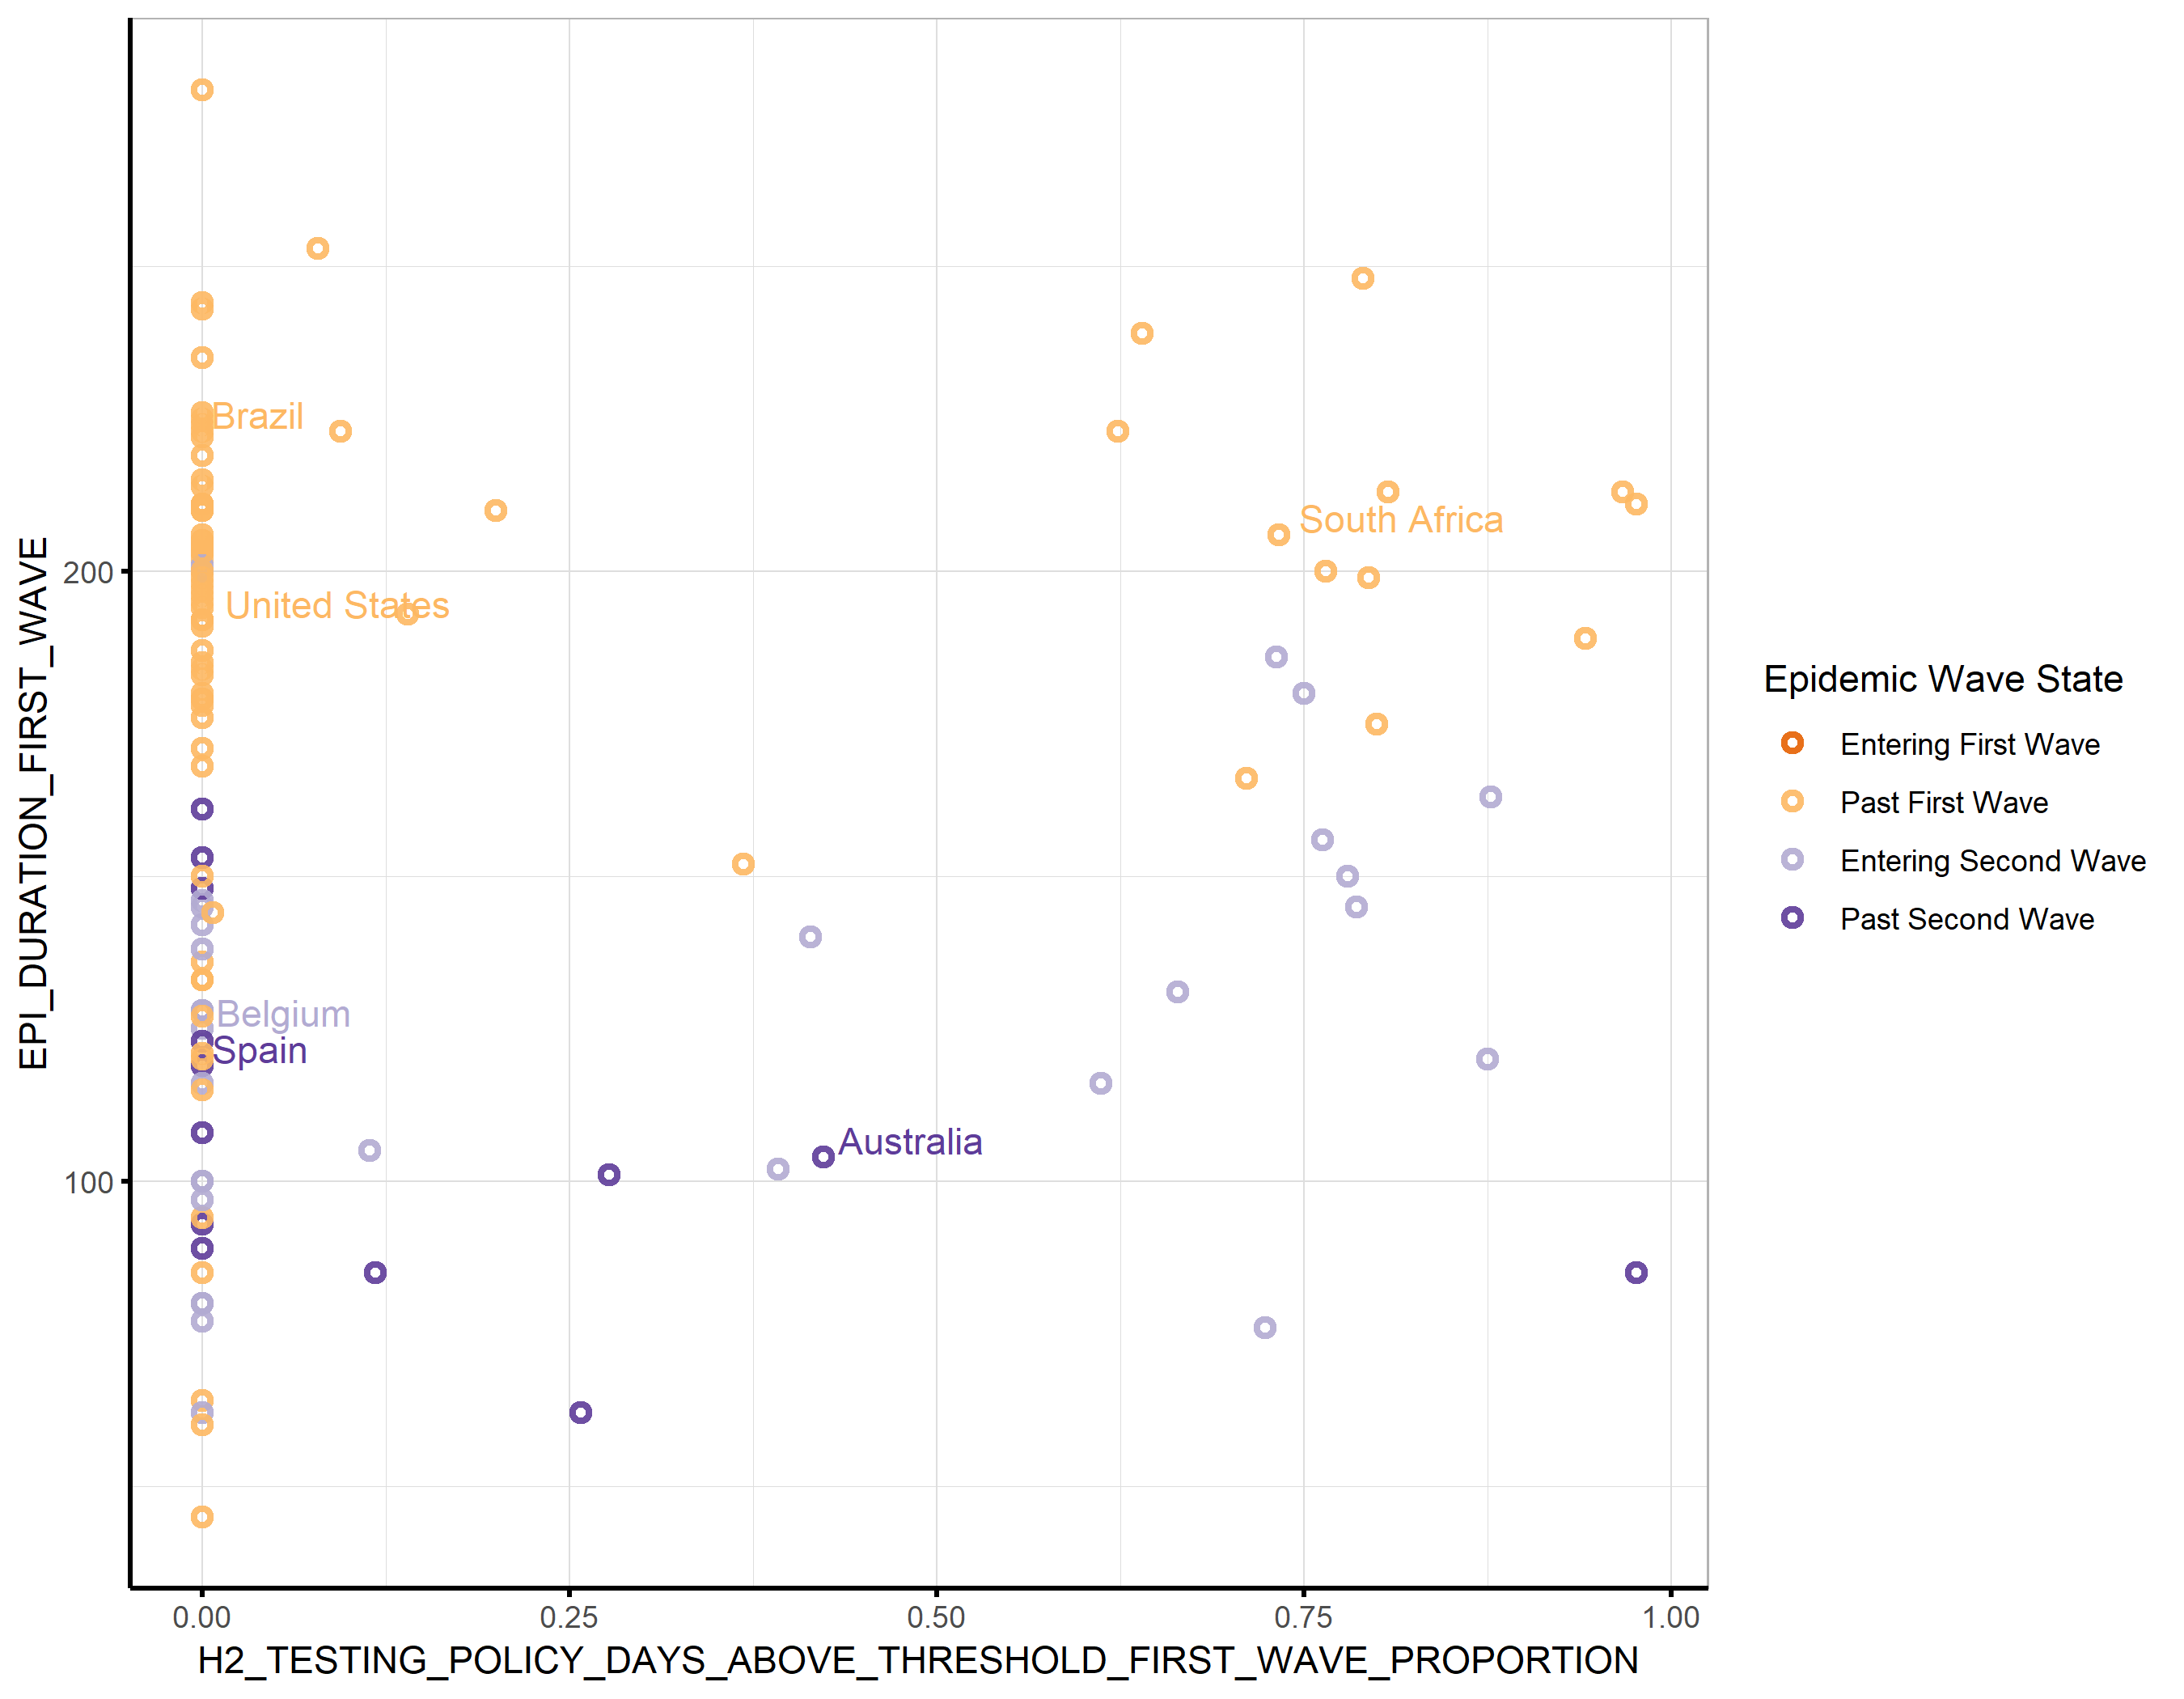 EPI_DURATION_FIRST_WAVE
200
100
Brazil
South Africa
United States
Belgium
Spain
Australia
0.00
0.25
0.50
0.75
1.00
H2_TESTING_POLICY_DAYS_ABOVE_THRESHOLD_FIRST_WAVE_PROPORTION
Epidemic Wave State
Entering First Wave
Past First Wave
Entering Second Wave
Past Second Wave